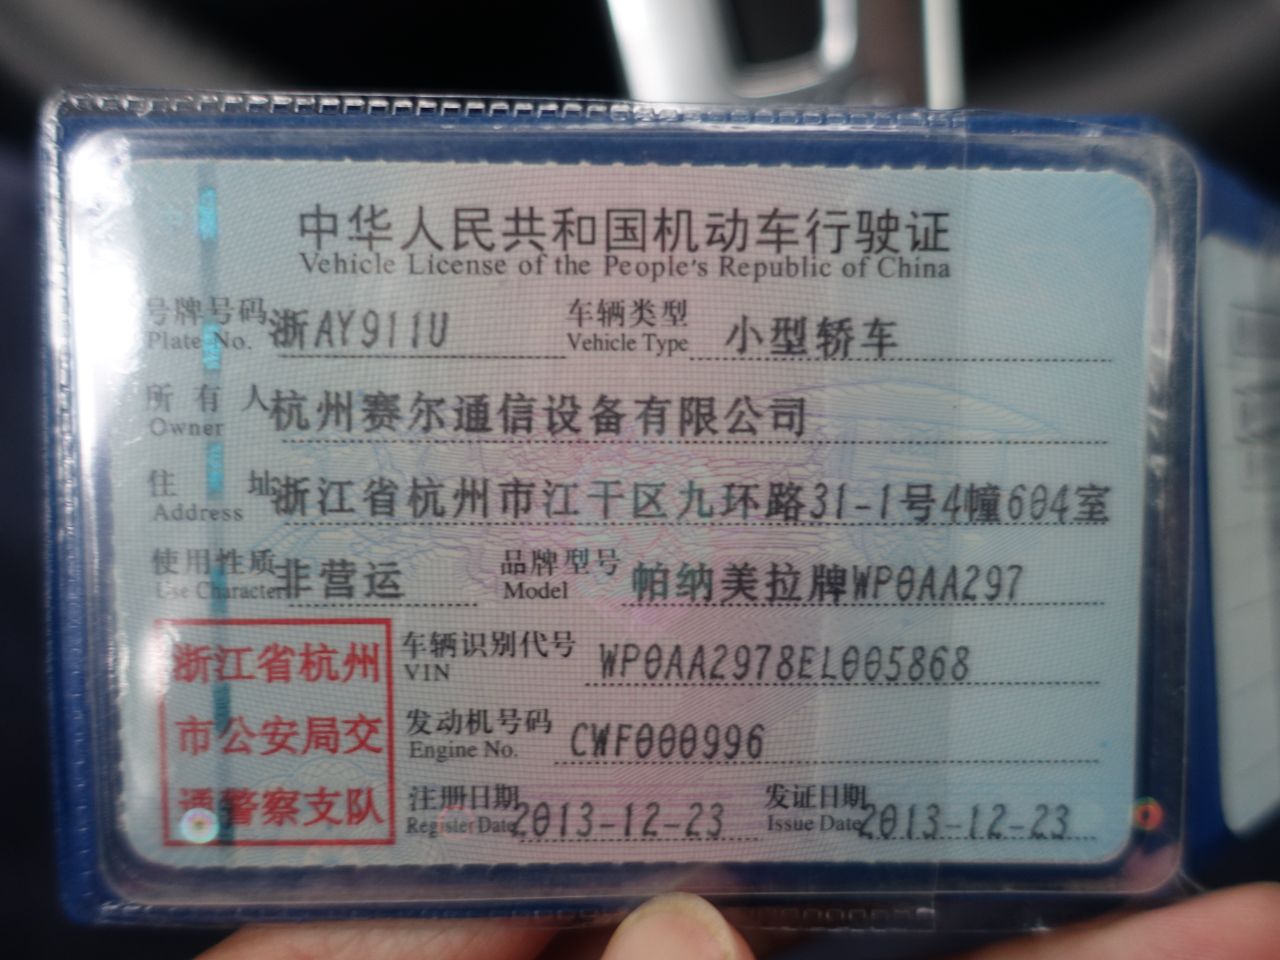 中华人民共和国机动车行驶证
Vehicle License of the People's Republic of China
号牌号码 浙AY911U 车辆类型 小型轿车
Plate No. Vehicle Type
所有人 杭州赛尔通信设备有限公司
Owner
住址 浙江省杭州市江干区九环路31-1号4幢604室
Address
使用性质 非营运 品牌型号 帕纳美拉牌WP0AA297
Use Character Model
浙江省杭州
市公安局交
通警察支队
车辆识别代号 WP0AA2978EL005868
VIN
发动机号码 CWF000996
Engine No.
注册日期 2013-12-23 发证日期 2013-12-23
Register Date Issue Date